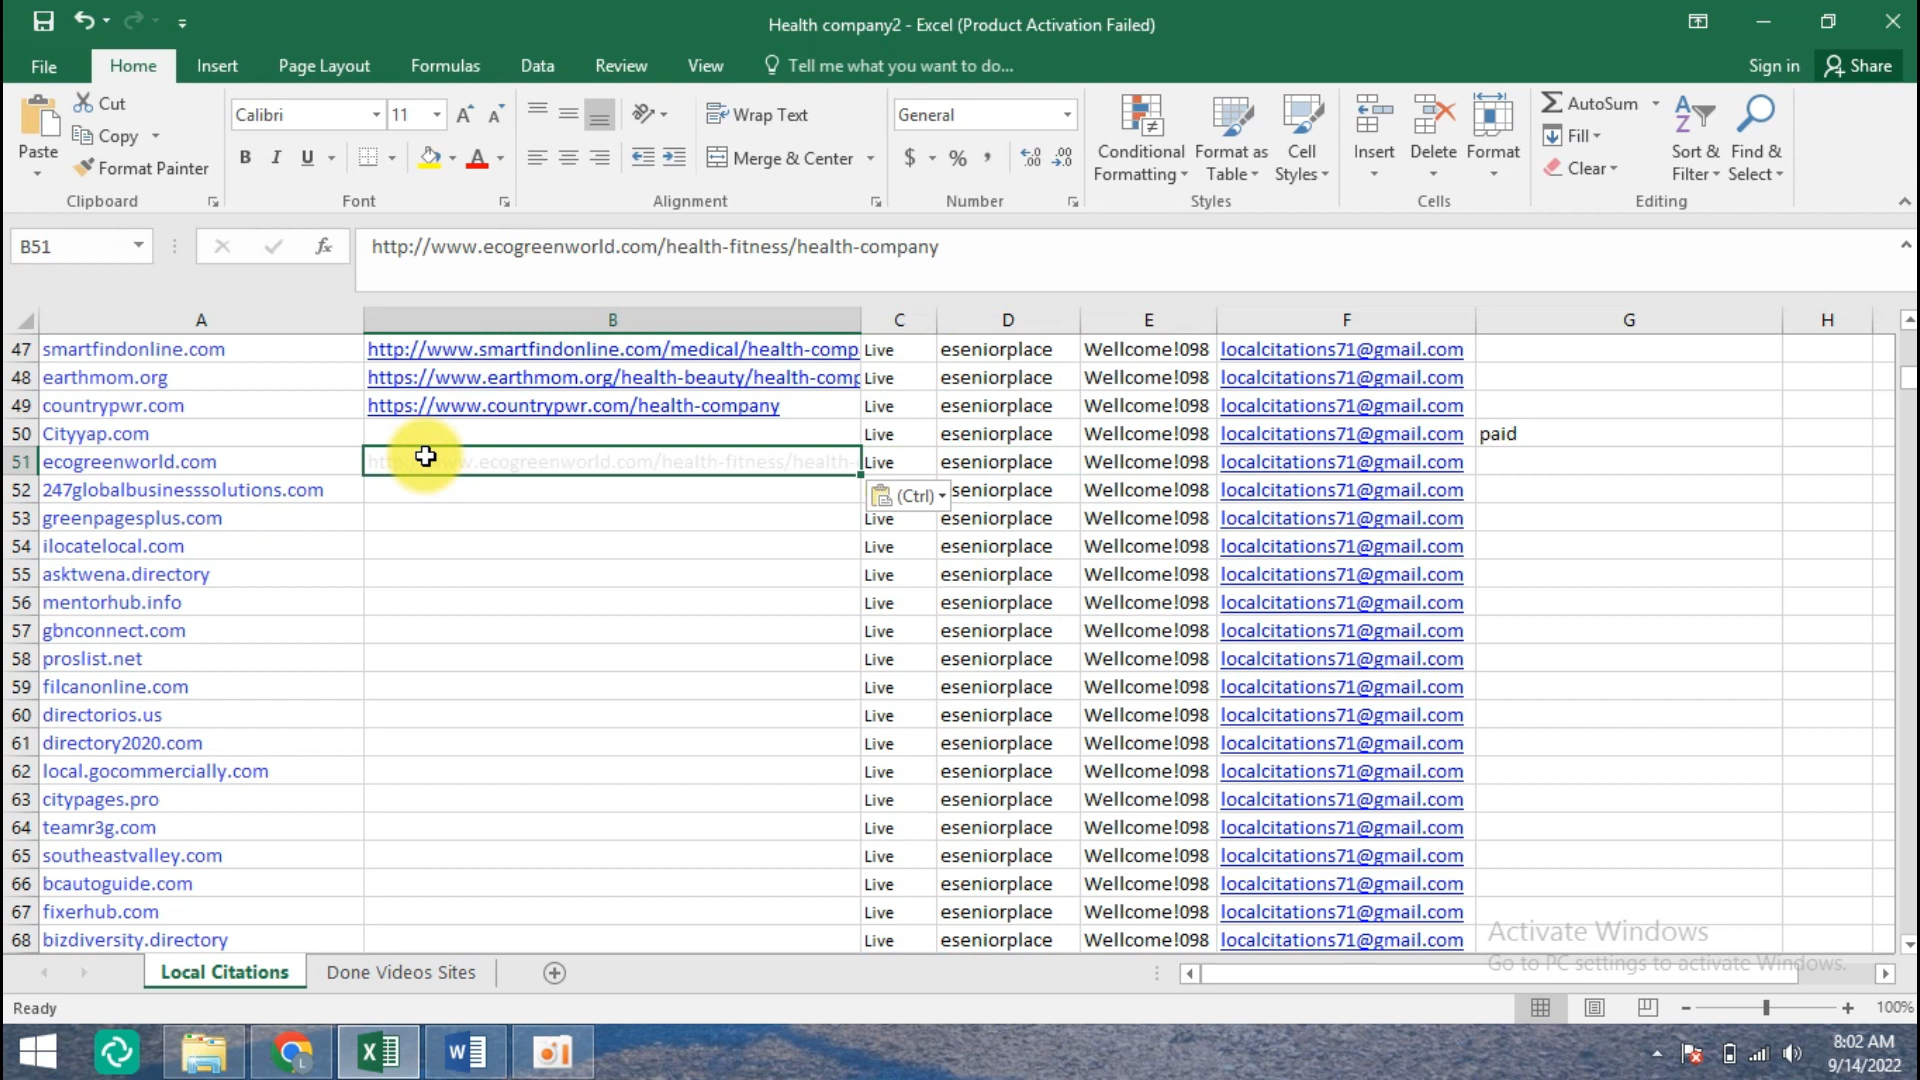 Health company2 - Excel (Product Activation Failed)
File Home Insert Page Layout Formulas Data Review View Tell me what you want to do... Sign in Share
Paste Cut Copy Format Painter Clipboard
Calibri 11 B I U A Font
Wrap Text Merge & Center Alignment
General $ % , Number
Conditional Formatting Format as Table Cell Styles Styles
Insert Delete Format Cells
AutoSum Fill Clear Sort & Filter Find & Select Editing
B51 fx http://www.ecogreenworld.com/health-fitness/health-company
A B C D E F G H
47 smartfindonline.com http://www.smartfindonline.com/medical/health-comp Live eseniorplace Wellcome!098 localcitations71@gmail.com
48 earthmom.org https://www.earthmom.org/health-beauty/health-comp Live eseniorplace Wellcome!098 localcitations71@gmail.com
49 countrypwr.com https://www.countrypwr.com/health-company Live eseniorplace Wellcome!098 localcitations71@gmail.com
50 Cityyap.com Live eseniorplace Wellcome!098 localcitations71@gmail.com paid
51 ecogreenworld.com ecogreenworld.com/health-fitness/health- Live eseniorplace Wellcome!098 localcitations71@gmail.com
52 247globalbusinesssolutions.com (Ctrl) eseniorplace Wellcome!098 localcitations71@gmail.com
53 greenpagesplus.com Live eseniorplace Wellcome!098 localcitations71@gmail.com
54 ilocatelocal.com Live eseniorplace Wellcome!098 localcitations71@gmail.com
55 asktwena.directory Live eseniorplace Wellcome!098 localcitations71@gmail.com
56 mentorhub.info Live eseniorplace Wellcome!098 localcitations71@gmail.com
57 gbnconnect.com Live eseniorplace Wellcome!098 localcitations71@gmail.com
58 proslist.net Live eseniorplace Wellcome!098 localcitations71@gmail.com
59 filcanonline.com Live eseniorplace Wellcome!098 localcitations71@gmail.com
60 directorios.us Live eseniorplace Wellcome!098 localcitations71@gmail.com
61 directory2020.com Live eseniorplace Wellcome!098 localcitations71@gmail.com
62 local.gocommercially.com Live eseniorplace Wellcome!098 localcitations71@gmail.com
63 citypages.pro Live eseniorplace Wellcome!098 localcitations71@gmail.com
64 teamr3g.com Live eseniorplace Wellcome!098 localcitations71@gmail.com
65 southeastvalley.com Live eseniorplace Wellcome!098 localcitations71@gmail.com
66 bcautoguide.com Live eseniorplace Wellcome!098 localcitations71@gmail.com
67 fixerhub.com Live eseniorplace Wellcome!098 localcitations71@gmail.com
68 bizdiversity.directory Live eseniorplace Wellcome!098 localcitations71@gmail.com
Activate Windows
Go to PC settings to activate Windows.
Local Citations Done Videos Sites
Ready 100%
8:02 AM
9/14/2022